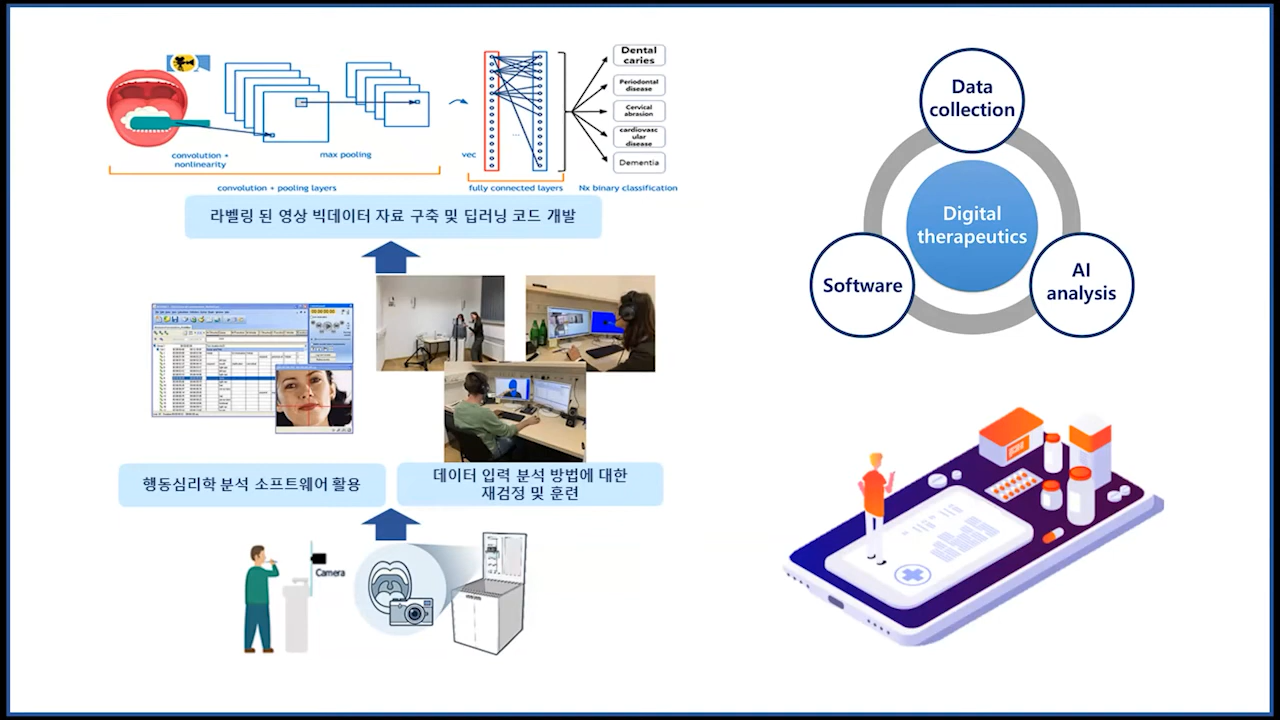 Dental
caries
Periodontal
disease
Cervical
abrasion
cardiovasc
ular
disease
Dementia
convolution +
nonlinearity
max pooling
vec
convolution + pooling layers
fully connected layers
Nx binary classification
라벨링 된 영상 빅데이터 자료 구축 및 딥러닝 코드 개발
행동심리학 분석 소프트웨어 활용
데이터 입력 분석 방법에 대한
재검정 및 훈련
Camera
Data
collection
Digital
therapeutics
Software
AI
analysis